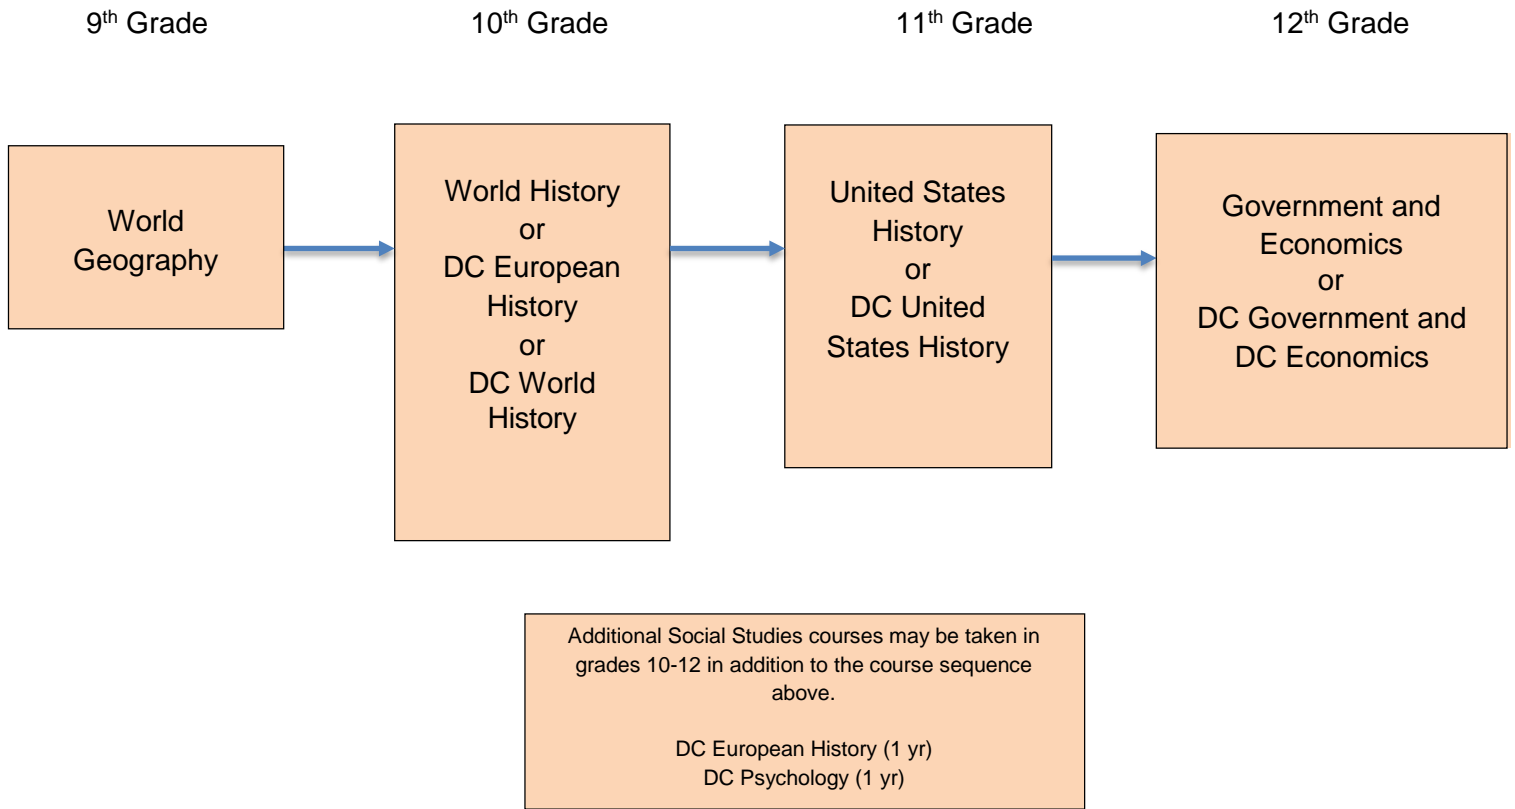 9th Grade
10th Grade
11th Grade
12th Grade
World
Geography
World History
or
DC European
History
or
DC World
History
United States
History
or
DC United
States History
Government and
Economics
or
DC Government and
DC Economics
Additional Social Studies courses may be taken in
grades 10-12 in addition to the course sequence
above.
DC European History (1 yr)
DC Psychology (1 yr)